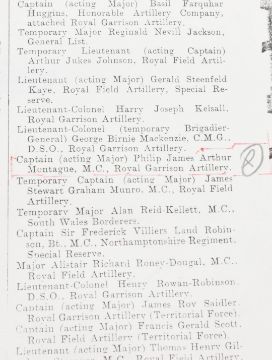 Captain (acting Major) Basil Farquhar
Huggins, Honorable Artillery Company,
attached Royal Garrison Artillery.
Temporary Major Reginald Nevill Jackson,
General List.
Temporary Lieutenant (acting Captain)
Arthur Jukes Johnson, Royal Field Artil-
lery.
Lieutenant (acting Major) Gerald Steenfeld
Kaye, Royal Field Artillery, Special Re-
serve.
Lieutenant-Colonel Harry Joseph Keisall,
Royal Garrison Artillery.
Lieutenant-Colonel (temporary Brigadier-
General) George Birnie Mackenzie, C.M.G.,
D.S.O., Royal Garrison Artillery.
Captain (acting Major) Philip James Arthur
Montague, M.C., Royal Garrison Artillery.
Temporary Captain (acting Major) James
Stewart Graham Munro, M.C., Royal Field
Artillery.
Temporary Major Alan Reid-Kellett, M.C.,
South Wales Borderers.
Captain Sir Frederick Villiers Laud Robin-
son, Bt., M.C., Northamptonshire Regiment,
Special Reserve.
Major Alistair Richard Roney-Dougal, M.C.,
Royal Field Artillery.
Lieutenant-Colonel Henry Rowan-Robinson,
D.S.O., Royal Garrison Artillery.
Captain (acting Major) James Roy Saidler
Royal Garrison Artillery (Territorial Force).
Captain (acting Major) Francis Gerald Scott,
Royal Field Artillery (Territorial Force).
Lieutenant (acting Major) Thomas Henry Gil-
M.C., Royal Field Artillery,